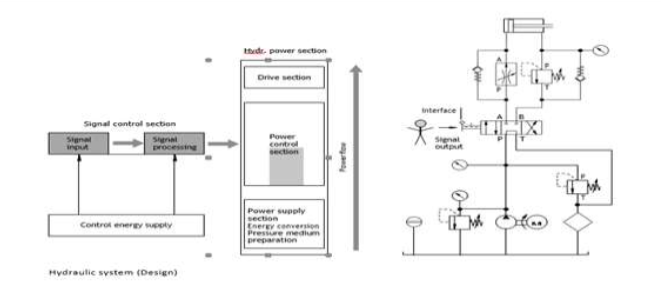 Hydr. power section
Drive section
Signal control section
Signal
input
Signal
processing
Power
control
section
Powerflow
Control energy supply
Power supply
section
Energy conversion
Pressure medium
preparation
Hydraulic system (Design)
A
P
P
T
Interface
A B
P T
Signal
output
P
T
M